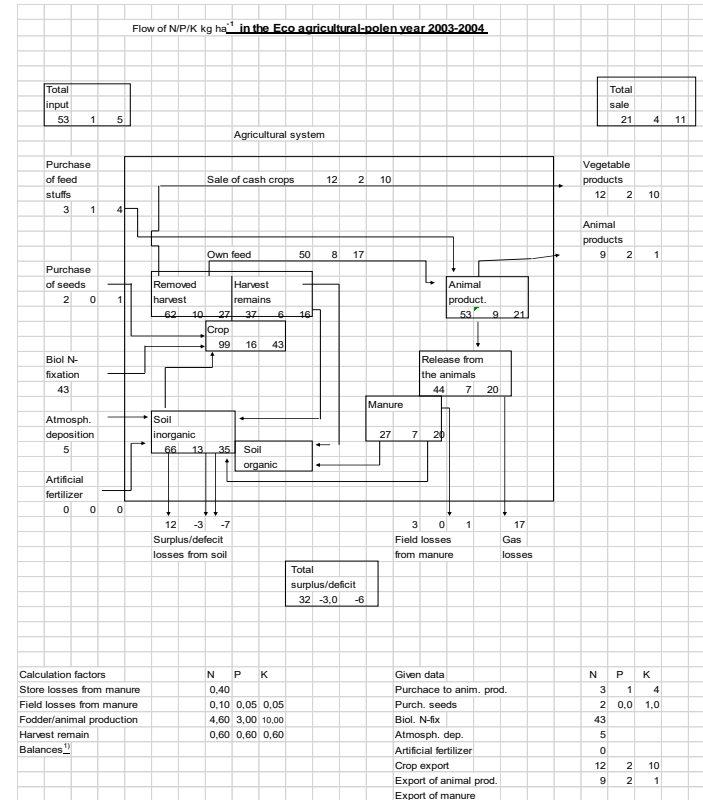 Flow of N/P/K kg ha-1 in the Eco agricultural-polen year 2003-2004
Total input
53 1 5
Total sale
21 4 11
Agricultural system
Purchase of feed stuffs
3 1 4
Sale of cash crops 12 2 10
Vegetable products
12 2 10
Animal products
9 2 1
Own feed 50 8 17
Purchase of seeds
2 0 1
Removed harvest
62 10 27
Harvest remains
37 6 16
Animal product.
53 9 21
Crop
99 16 43
Biol N-fixation
43
Release from the animals
44 7 20
Manure
27 7 20
Atmosph. deposition
5
Soil inorganic
66 13 35
Soil organic
Artificial fertilizer
0 0 0
12 -3 -7
Surplus/defecit losses from soil
3 0 1
Field losses from manure
17
Gas losses
Total surplus/deficit
32 -3,0 -6
Calculation factors N P K
Store losses from manure 0,40
Field losses from manure 0,10 0,05 0,05
Fodder/animal production 4,60 3,00 10,00
Harvest remain 0,60 0,60 0,60
Balances1)
Given data N P K
Purchace to anim. prod. 3 1 4
Purch. seeds 2 0,0 1,0
Biol. N-fix 43
Atmosph. dep. 5
Artificial fertilizer 0
Crop export 12 2 10
Export of animal prod. 9 2 1
Export of manure